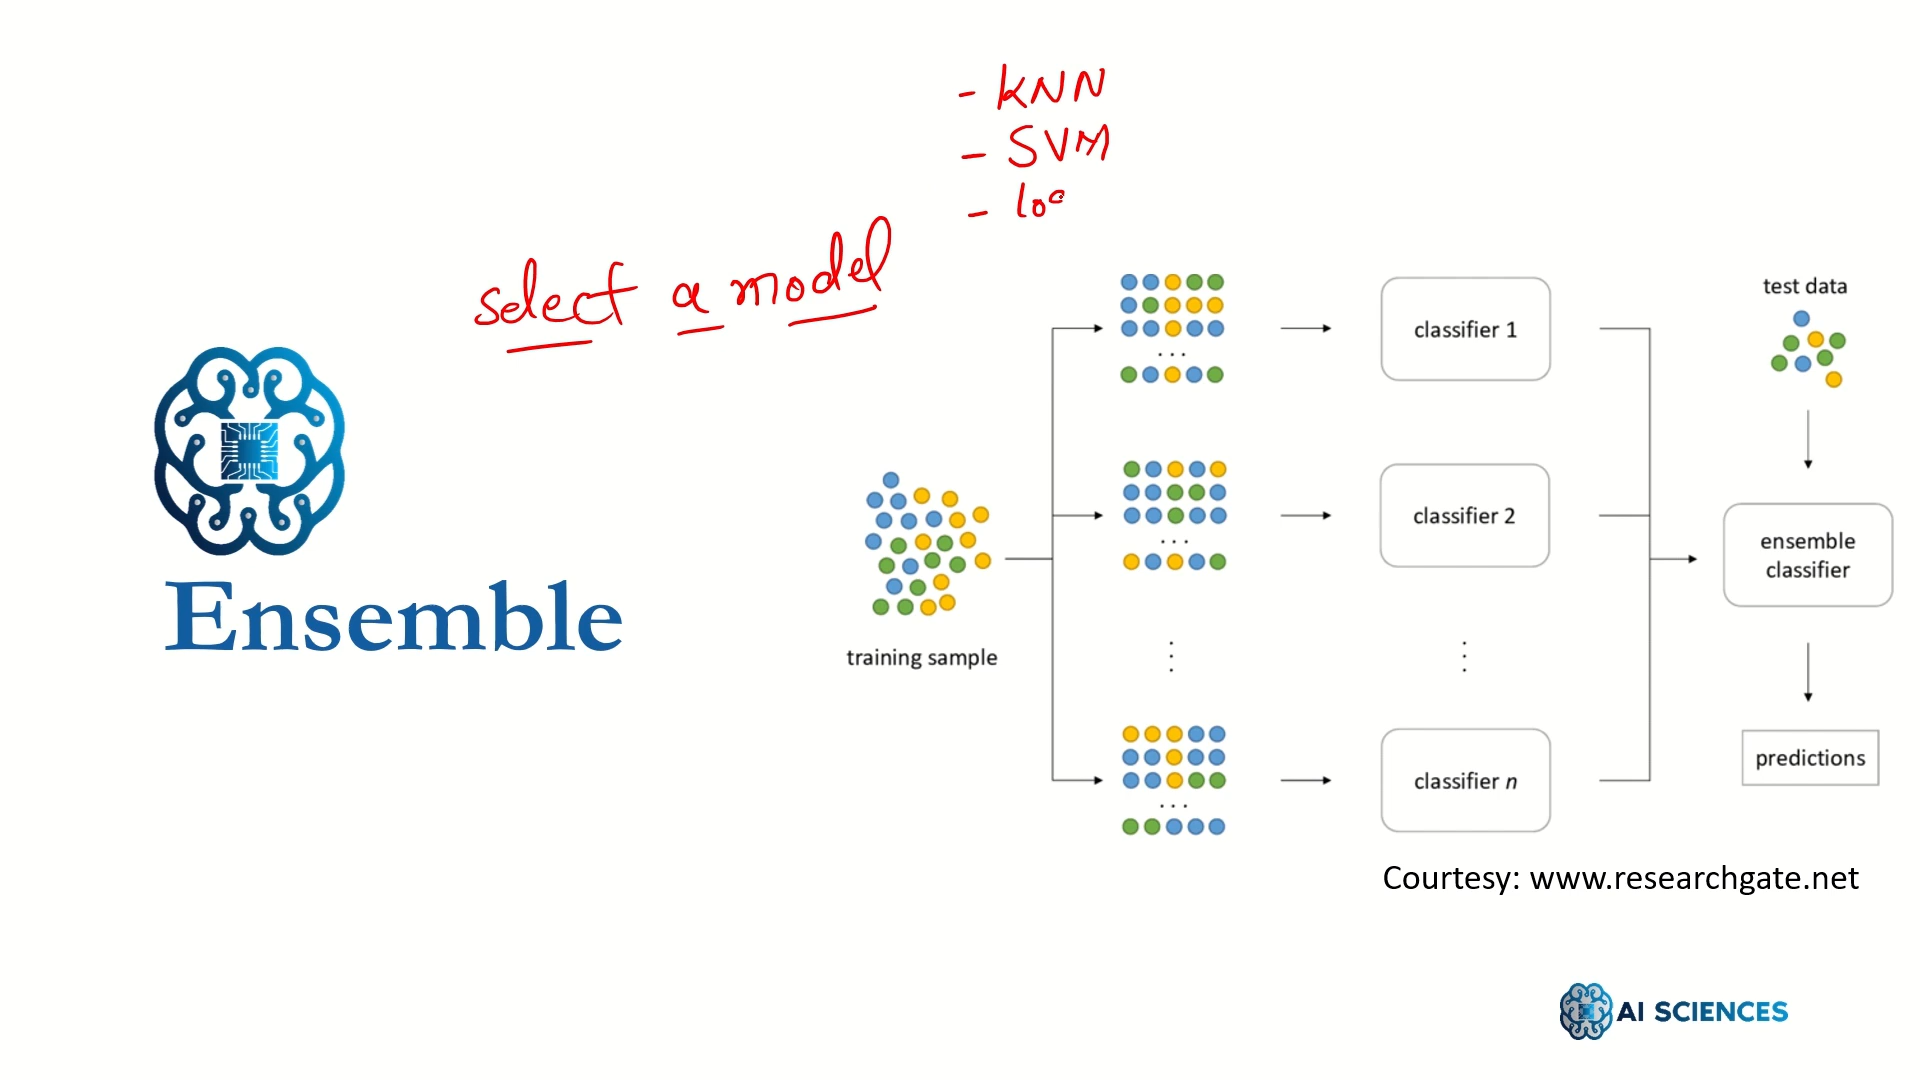 - KNN
- SVM
- loc
select a model
Ensemble
training sample
...
classifier 1
...
classifier 2
...
classifier n
test data
ensemble
classifier
predictions
Courtesy: www.researchgate.net
AI SCIENCES